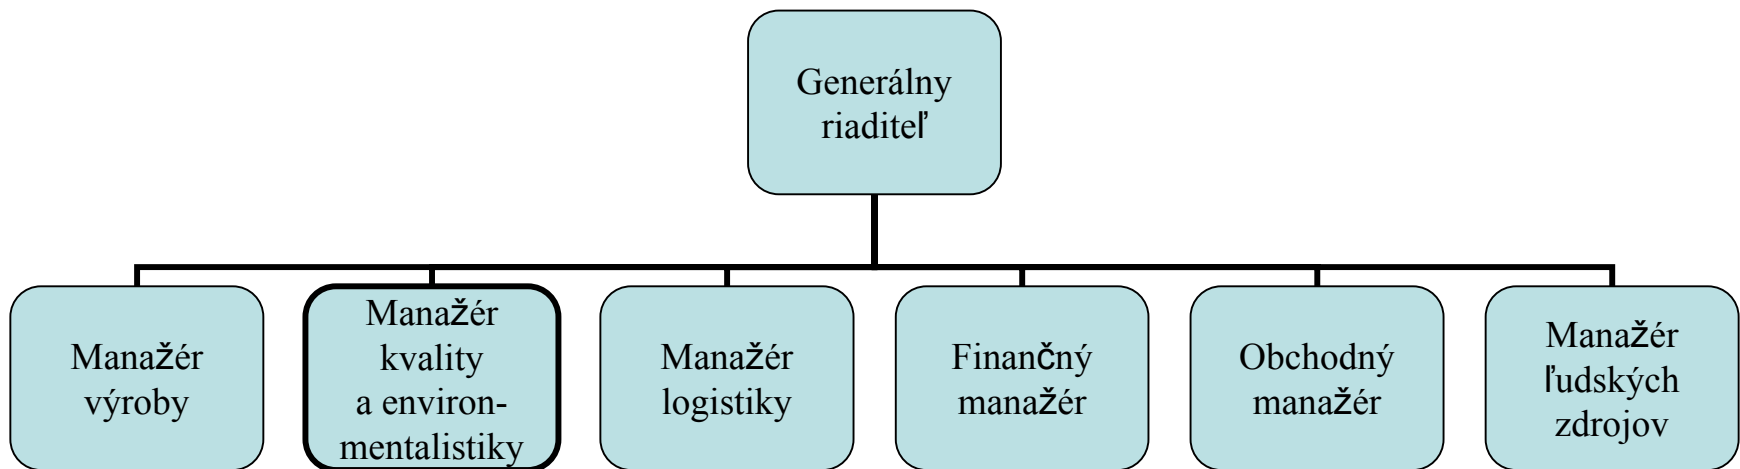 Generálny
riaditeľ
Manažér
výroby
Manažér
kvality
a environ-
mentalistiky
Manažér
logistiky
Finančný
manažér
Obchodný
manažér
Manažér
ľudských
zdrojov